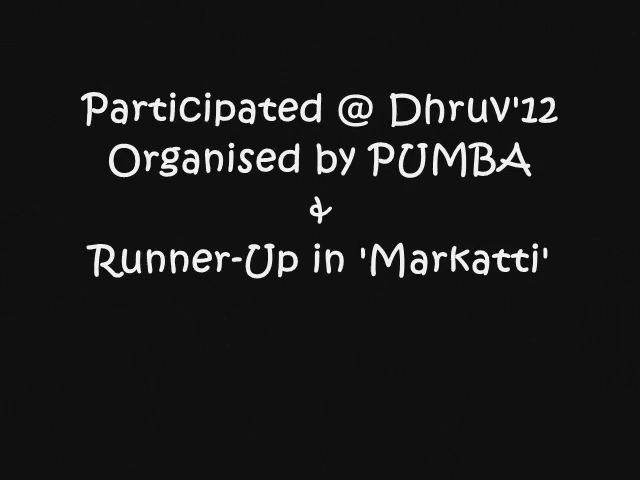 Participated @ Dhruv'12
Organised by PUMBA
&
Runner-Up in 'Markatti'